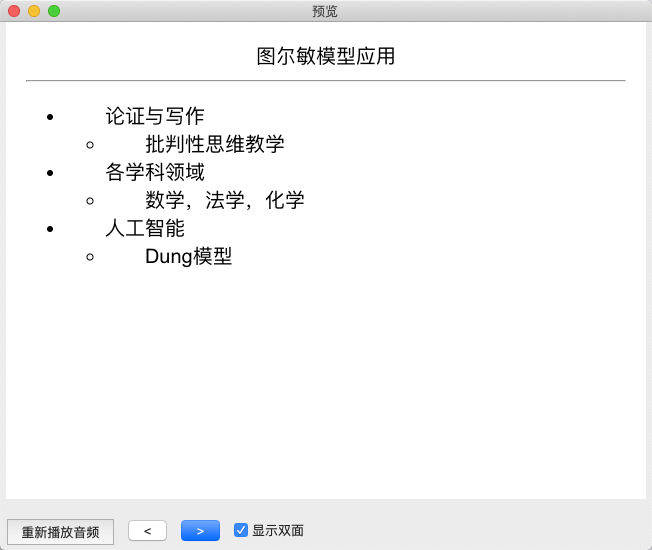 预览
图尔敏模型应用
论证与写作
批判性思维教学
各学科领域
数学，法学，化学
人工智能
Dung模型
重新播放音频 < > 显示双面